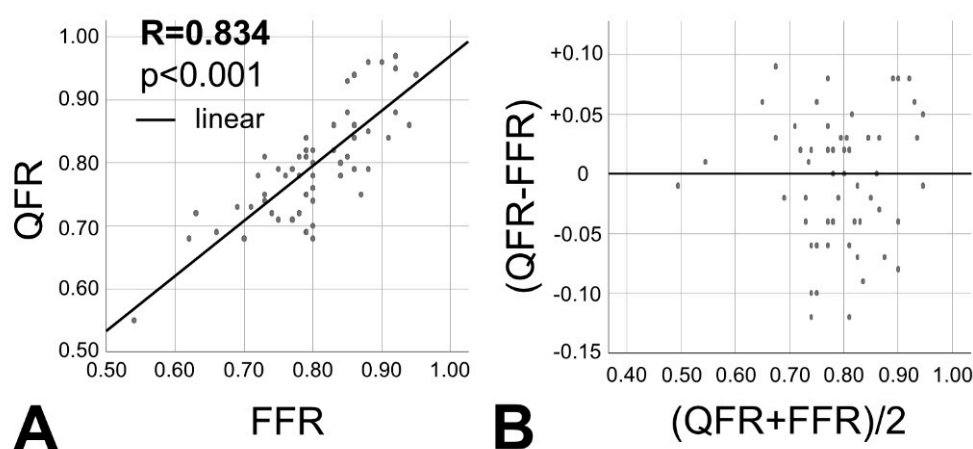 R=0.834
p<0.001
linear
1.00
0.90
0.80
0.70
0.60
0.50
QFR
0.50 0.60 0.70 0.80 0.90 1.00
FFR
A
+0.10
+0.05
0
-0.05
-0.10
-0.15
(QFR-FFR)
0.40 0.50 0.60 0.70 0.80 0.90 1.00
(QFR+FFR)/2
B